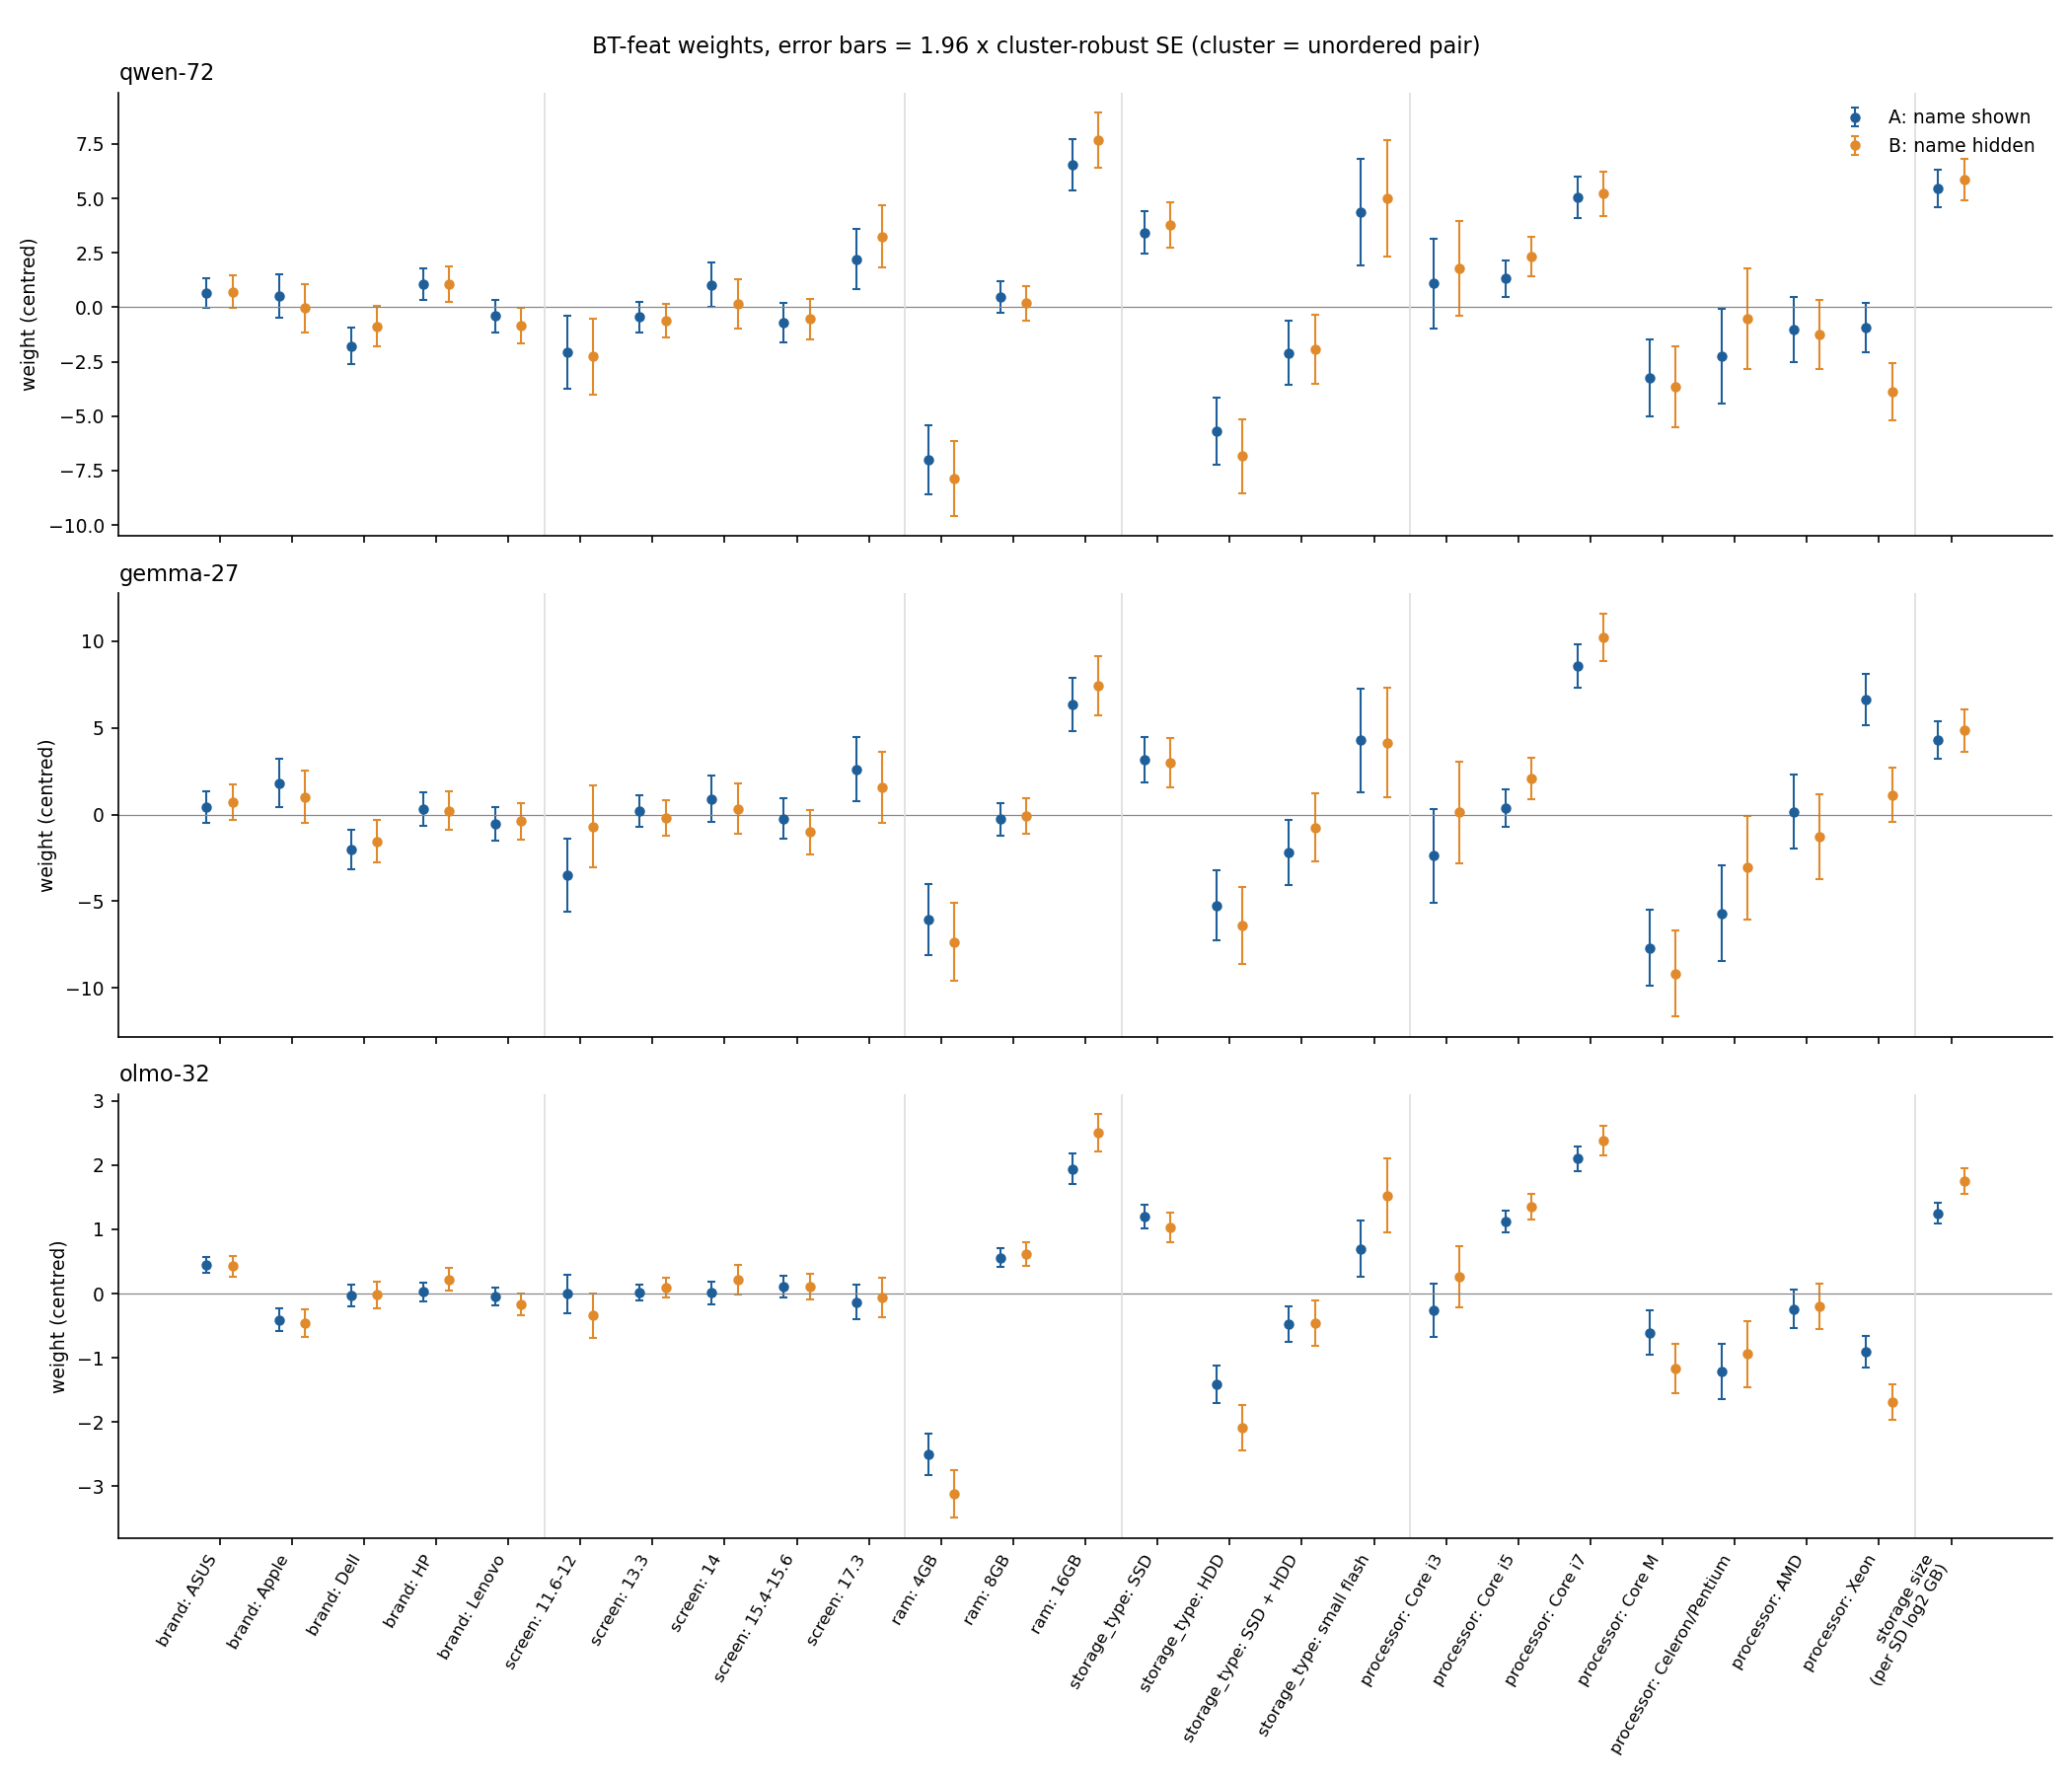 BT-feat weights, error bars = 1.96 x cluster-robust SE (cluster = unordered pair)
qwen-72
A: name shown
B: name hidden
weight (centred)
7.5
5.0
2.5
0.0
−2.5
−5.0
−7.5
−10.0
gemma-27
weight (centred)
10
5
0
−5
−10
olmo-32
weight (centred)
3
2
1
0
−1
−2
−3
brand: ASUS
brand: Apple
brand: Dell
brand: HP
brand: Lenovo
screen: 11.6-12
screen: 13.3
screen: 14
screen: 15.4-15.6
screen: 17.3
ram: 4GB
ram: 8GB
ram: 16GB
storage_type: SSD
storage_type: HDD
storage_type: SSD + HDD
storage_type: small flash
processor: Core i3
processor: Core i5
processor: Core i7
processor: Core M
processor: Celeron/Pentium
processor: AMD
processor: Xeon
storage size
(per SD log2 GB)